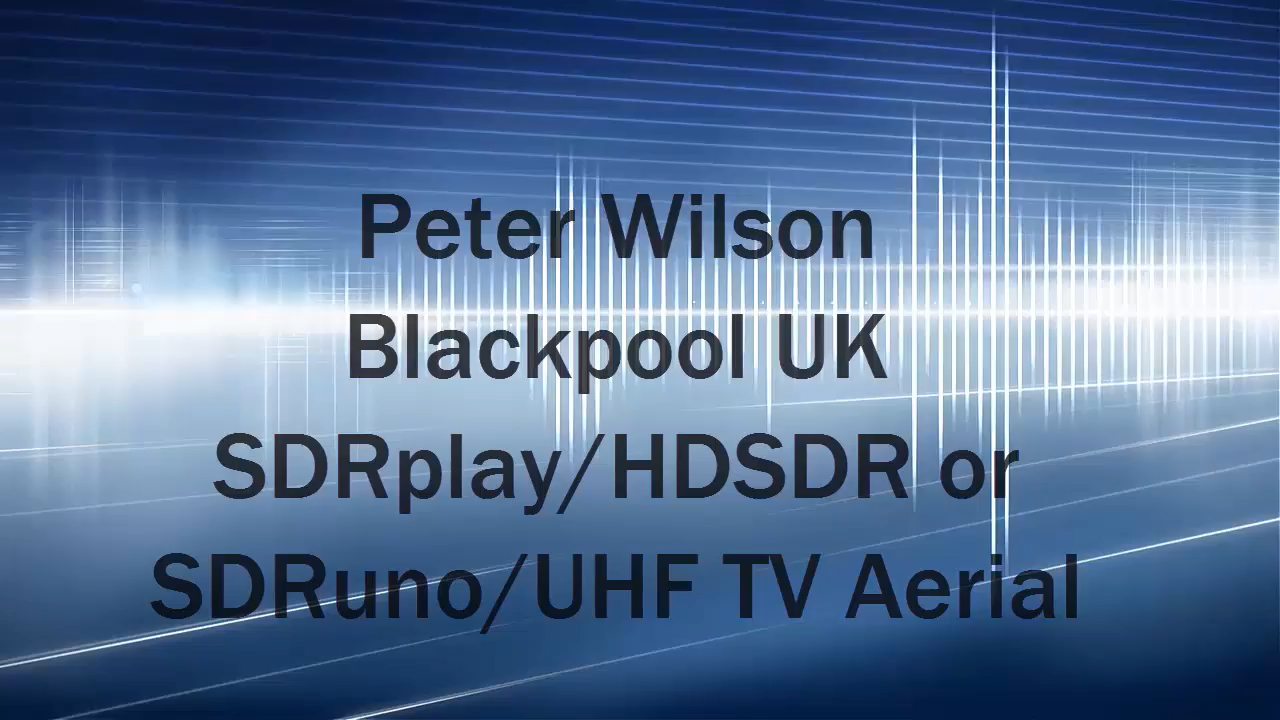 Peter Wilson
Blackpool UK
SDRplay/HDSDR or
SDRuno/UHF TV Aerial